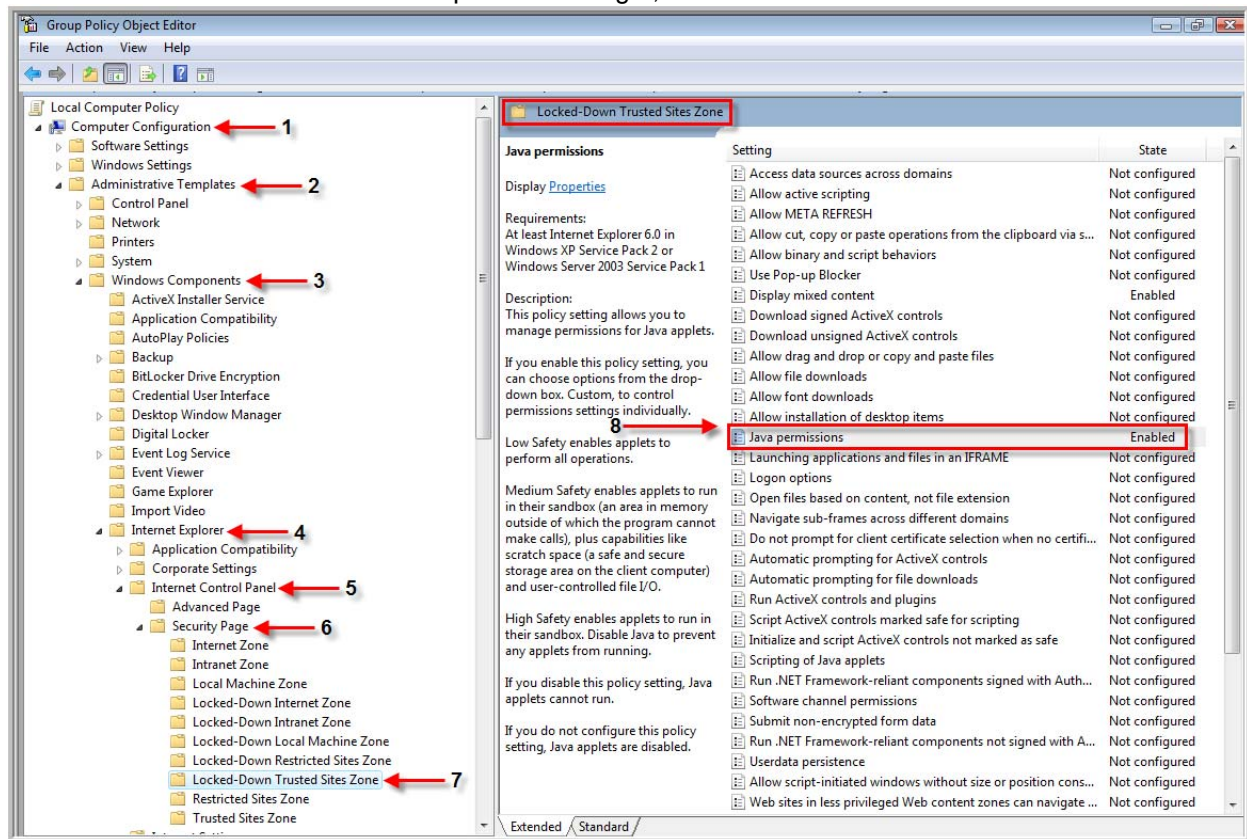 Group Policy Object Editor
File Action View Help
Local Computer Policy
Computer Configuration 1
Software Settings
Windows Settings
Administrative Templates 2
Control Panel
Network
Printers
System
Windows Components 3
ActiveX Installer Service
Application Compatibility
AutoPlay Policies
Backup
BitLocker Drive Encryption
Credential User Interface
Desktop Window Manager
Digital Locker
Event Log Service
Event Viewer
Game Explorer
Import Video
Internet Explorer 4
Application Compatibility
Corporate Settings
Internet Control Panel 5
Advanced Page
Security Page 6
Internet Zone
Intranet Zone
Local Machine Zone
Locked-Down Internet Zone
Locked-Down Intranet Zone
Locked-Down Local Machine Zone
Locked-Down Restricted Sites Zone
Locked-Down Trusted Sites Zone 7
Restricted Sites Zone
Trusted Sites Zone
Locked-Down Trusted Sites Zone
Java permissions
Display Properties
Requirements:
At least Internet Explorer 6.0 in
Windows XP Service Pack 2 or
Windows Server 2003 Service Pack 1
Description:
This policy setting allows you to
manage permissions for Java applets.
If you enable this policy setting, you
can choose options from the drop-
down box. Custom, to control
permissions settings individually.
8
Low Safety enables applets to
perform all operations.
Medium Safety enables applets to run
in their sandbox (an area in memory
outside of which the program cannot
make calls), plus capabilities like
scratch space (a safe and secure
storage area on the client computer)
and user-controlled file I/O.
High Safety enables applets to run in
their sandbox. Disable Java to prevent
any applets from running.
If you disable this policy setting, Java
applets cannot run.
If you do not configure this policy
setting, Java applets are disabled.
Setting State
Access data sources across domains Not configured
Allow active scripting Not configured
Allow META REFRESH Not configured
Allow cut, copy or paste operations from the clipboard via s... Not configured
Allow binary and script behaviors Not configured
Use Pop-up Blocker Not configured
Display mixed content Enabled
Download signed ActiveX controls Not configured
Download unsigned ActiveX controls Not configured
Allow drag and drop or copy and paste files Not configured
Allow file downloads Not configured
Allow font downloads Not configured
Allow installation of desktop items Not configured
Java permissions Enabled
Launching applications and files in an IFRAME Not configured
Logon options Not configured
Open files based on content, not file extension Not configured
Navigate sub-frames across different domains Not configured
Do not prompt for client certificate selection when no certifi... Not configured
Automatic prompting for ActiveX controls Not configured
Automatic prompting for file downloads Not configured
Run ActiveX controls and plugins Not configured
Script ActiveX controls marked safe for scripting Not configured
Initialize and script ActiveX controls not marked as safe Not configured
Scripting of Java applets Not configured
Run .NET Framework-reliant components signed with Auth... Not configured
Software channel permissions Not configured
Submit non-encrypted form data Not configured
Run .NET Framework-reliant components not signed with A... Not configured
Userdata persistence Not configured
Allow script-initiated windows without size or position cons... Not configured
Web sites in less privileged Web content zones can navigate ... Not configured
Extended Standard